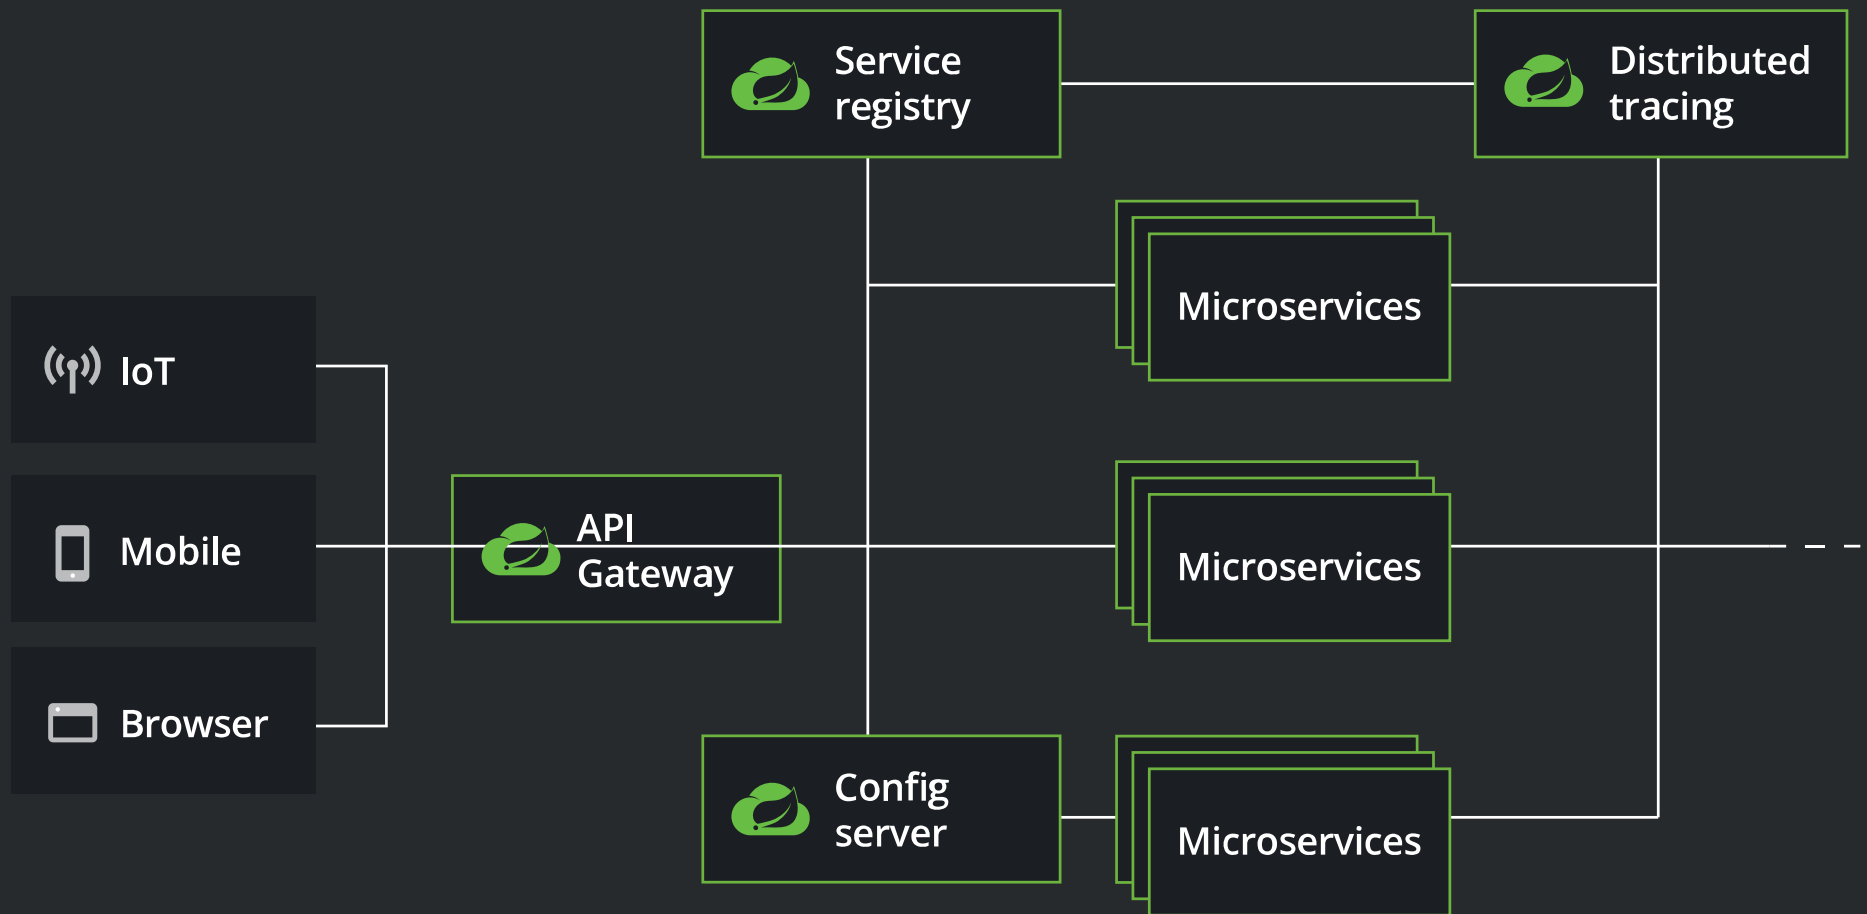 Service
registry
Distributed
tracing
Microservices
IoT
Mobile
API
Gateway
Microservices
Browser
Config
server
Microservices